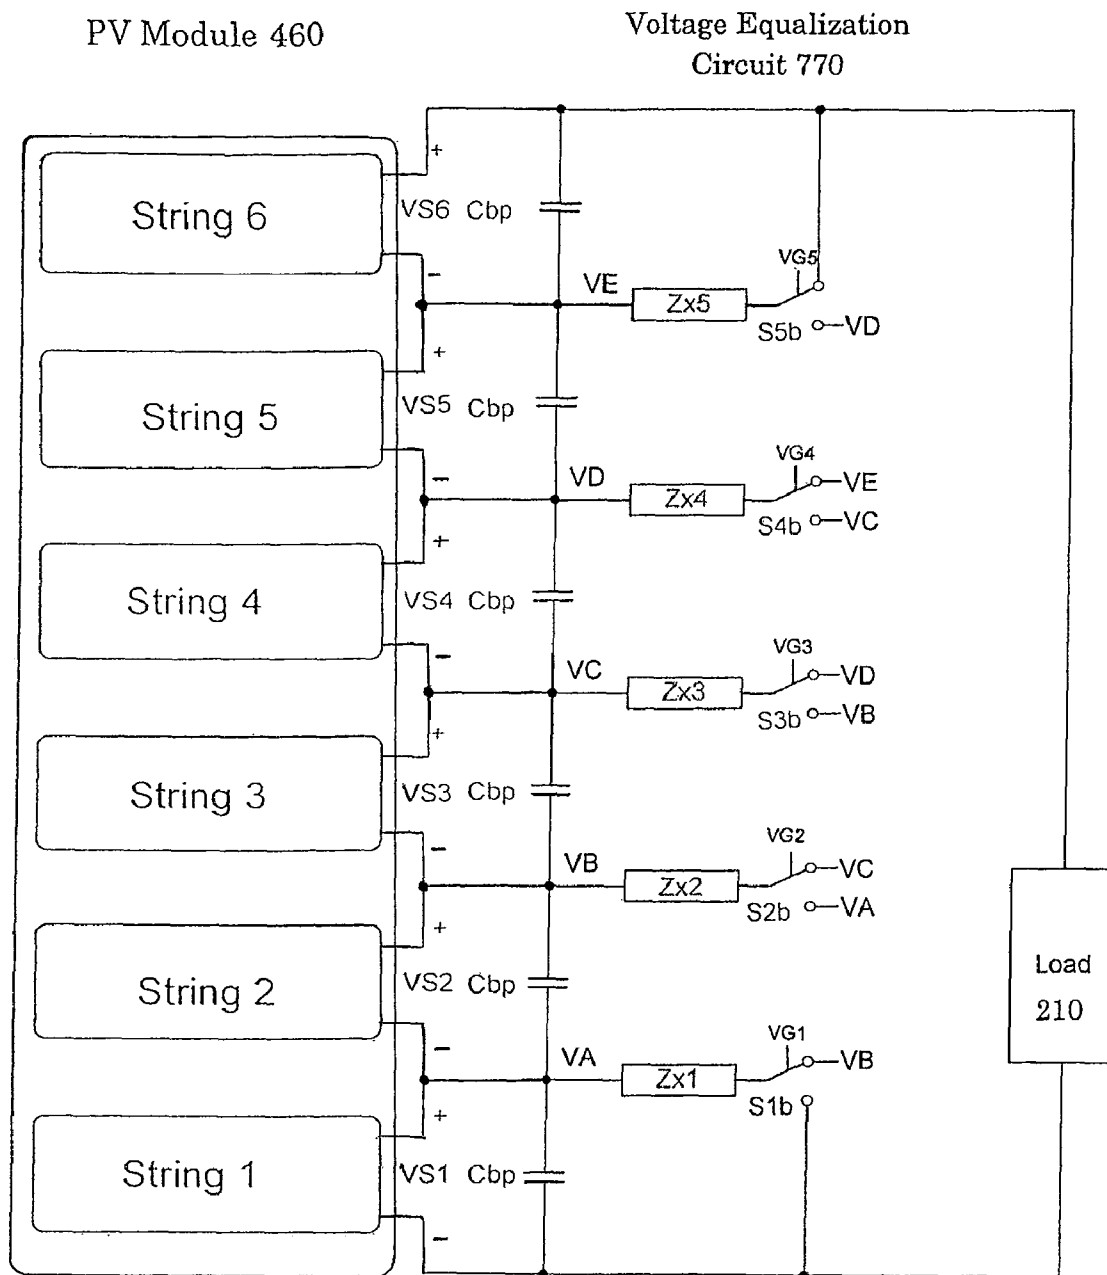 PV Module 460
Voltage Equalization
Circuit 770
+
String 6
VS6 Cbp
−
VE
Zx5
VG5
S5b
VD
+
String 5
VS5 Cbp
−
VD
Zx4
VG4
VE
S4b
VC
+
String 4
VS4 Cbp
−
VC
Zx3
VG3
VD
S3b
VB
+
String 3
VS3 Cbp
−
VB
Zx2
VG2
VC
S2b
VA
+
String 2
VS2 Cbp
−
VA
Zx1
VG1
VB
S1b
+
String 1
VS1 Cbp
−
Load
210